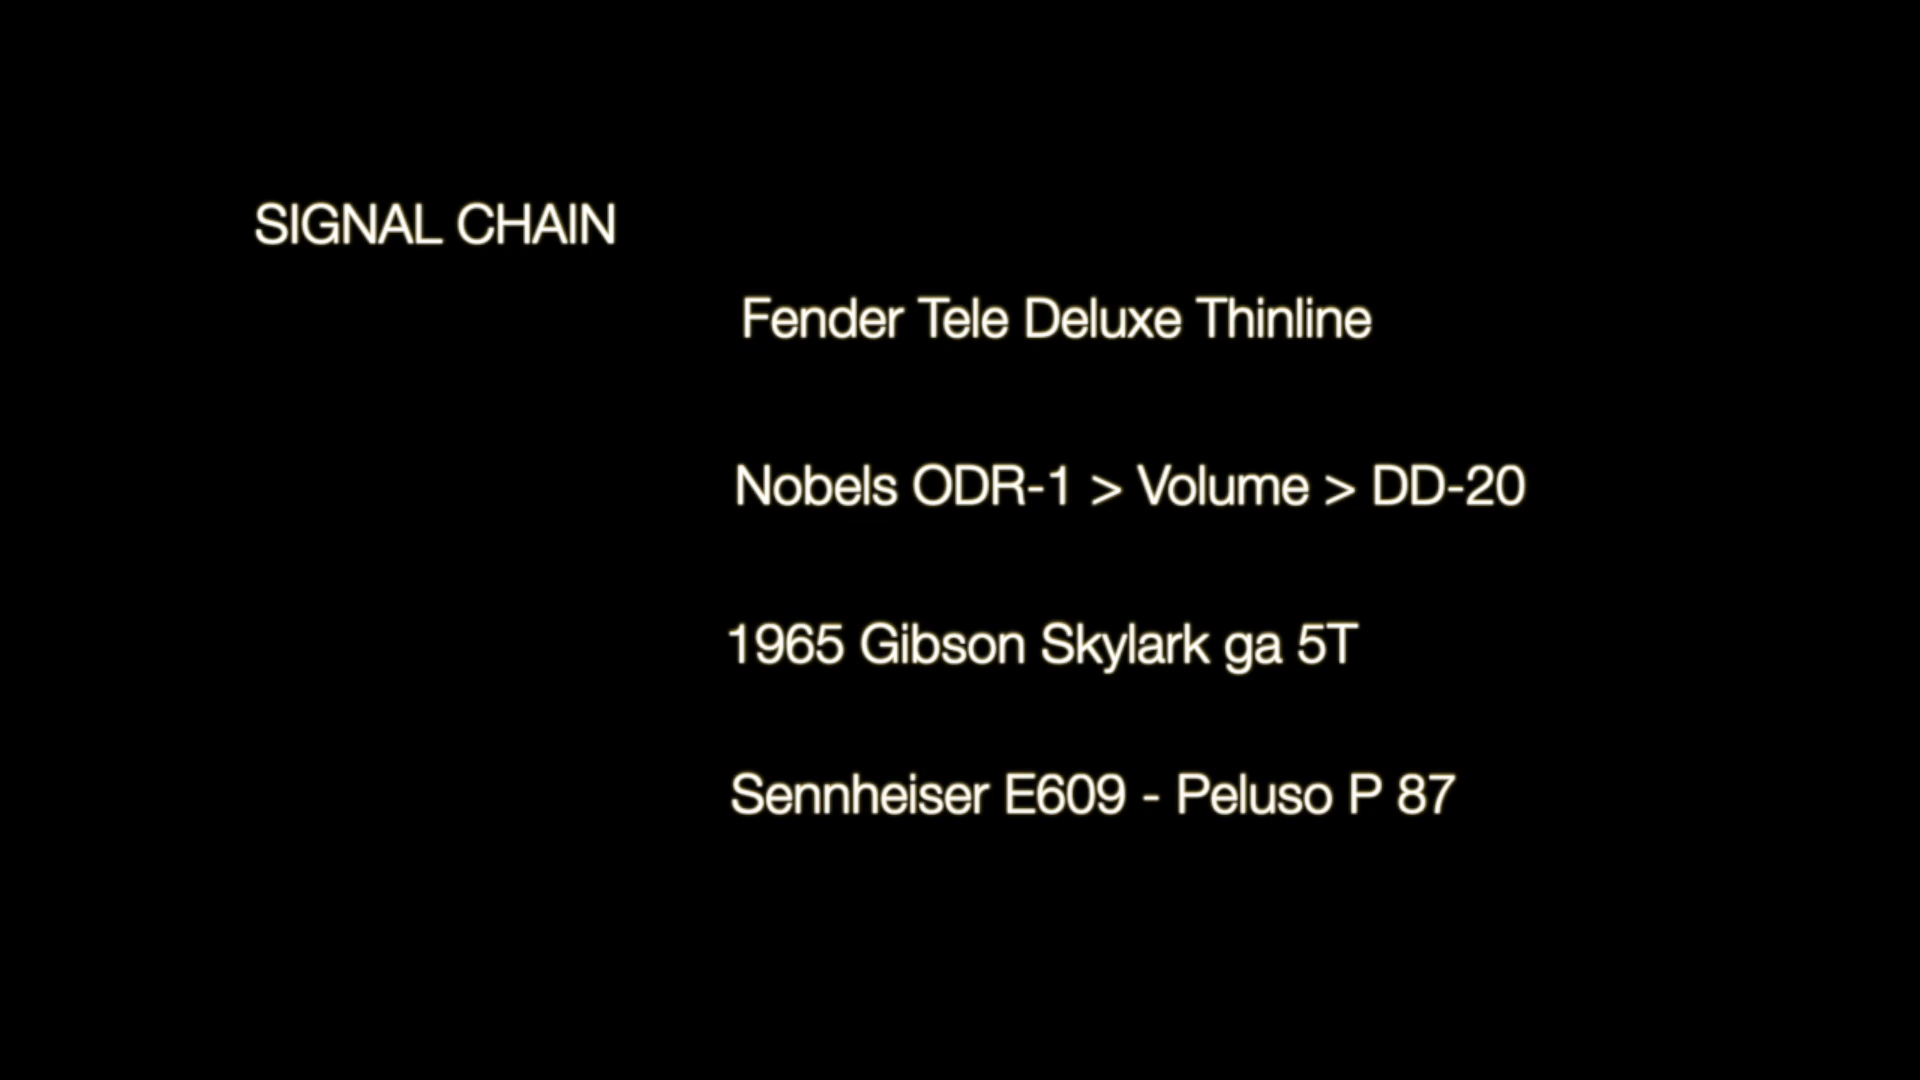 SIGNAL CHAIN
Fender Tele Deluxe Thinline
Nobels ODR-1 > Volume > DD-20
1965 Gibson Skylark ga 5T
Sennheiser E609 - Peluso P 87